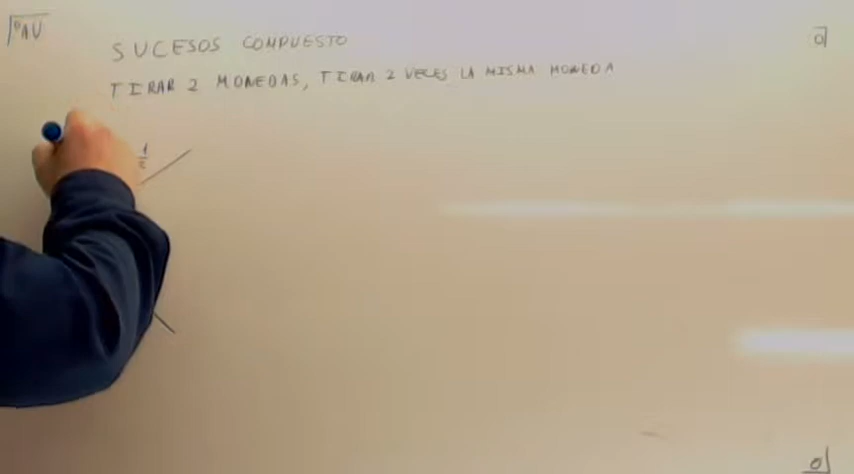 SUCESOS COMPUESTO
TIRAR 2 MONEDAS, TIRAR 2 VECES LA MISMA MONEDA
1
2